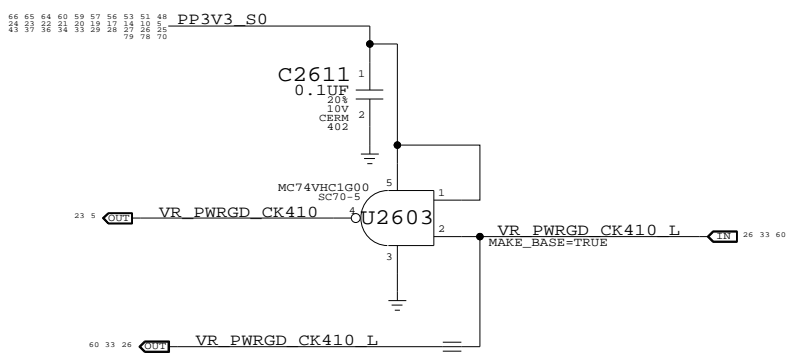 66 65 64 60 59 57 56 53 51 48
24 23 22 21 20 19 17 14 10 5
43 37 36 34 33 29 28 27 26 25
79 78 70
PP3V3_S0
C2611
0.1UF
20%
10V
CERM
402
1
2
MC74VHC1G00
SC70-5
5
1
4
U2603
2
3
23 5 OUT
VR_PWRGD_CK410
VR_PWRGD_CK410_L
MAKE_BASE=TRUE
IN 26 33 60
60 33 26 OUT
VR_PWRGD_CK410_L